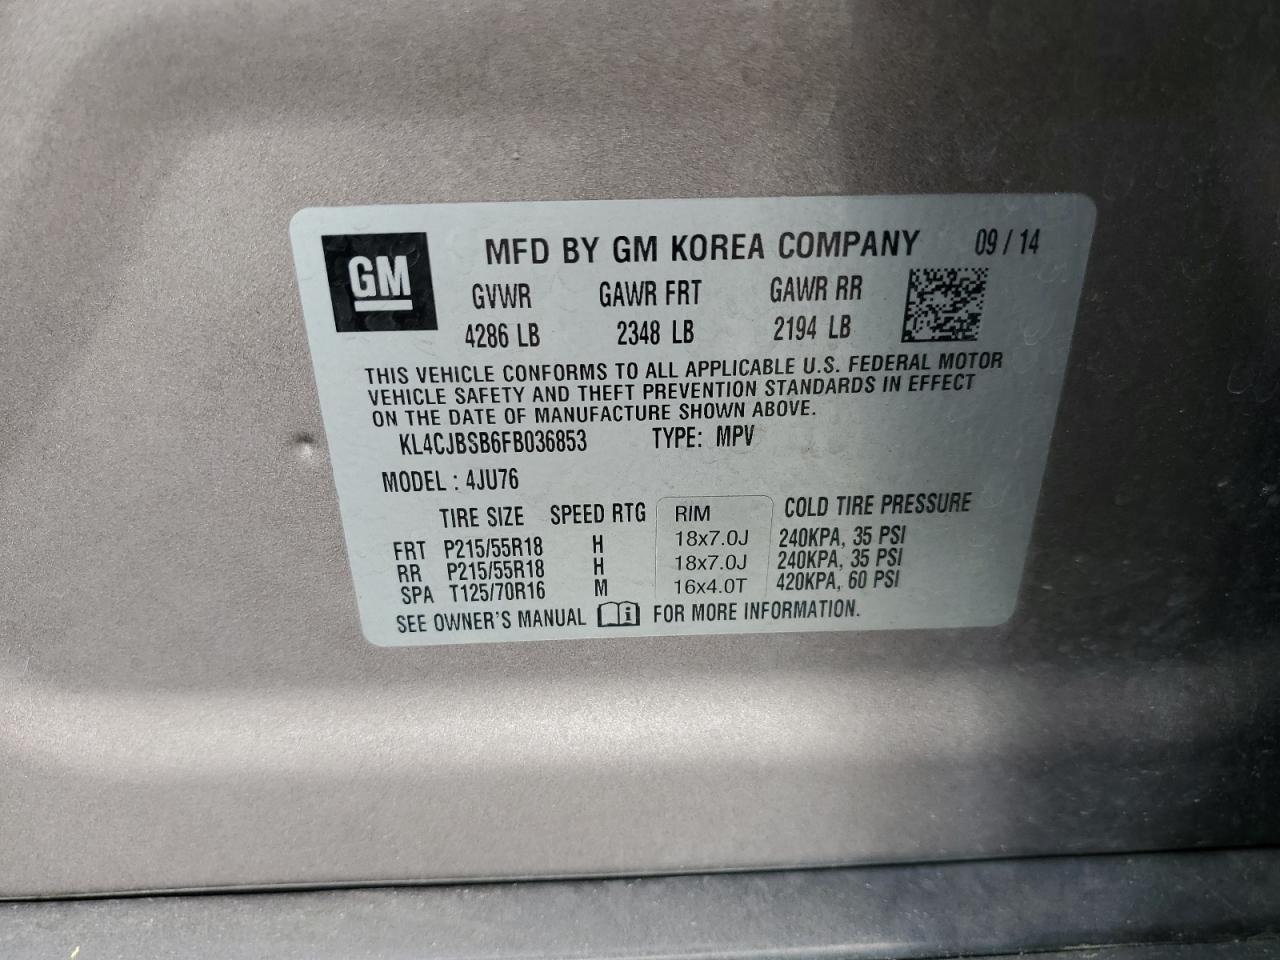 GM
MFD BY GM KOREA COMPANY 09 / 14
GVWR GAWR FRT GAWR RR
4286 LB 2348 LB 2194 LB
THIS VEHICLE CONFORMS TO ALL APPLICABLE U.S. FEDERAL MOTOR
VEHICLE SAFETY AND THEFT PREVENTION STANDARDS IN EFFECT
ON THE DATE OF MANUFACTURE SHOWN ABOVE.
KL4CJBSB6FB036853 TYPE: MPV
MODEL : 4JU76
TIRE SIZE SPEED RTG RIM COLD TIRE PRESSURE
FRT P215/55R18 H 18x7.0J 240KPA, 35 PSI
RR P215/55R18 H 18x7.0J 240KPA, 35 PSI
SPA T125/70R16 M 16x4.0T 420KPA, 60 PSI
SEE OWNER'S MANUAL i FOR MORE INFORMATION.